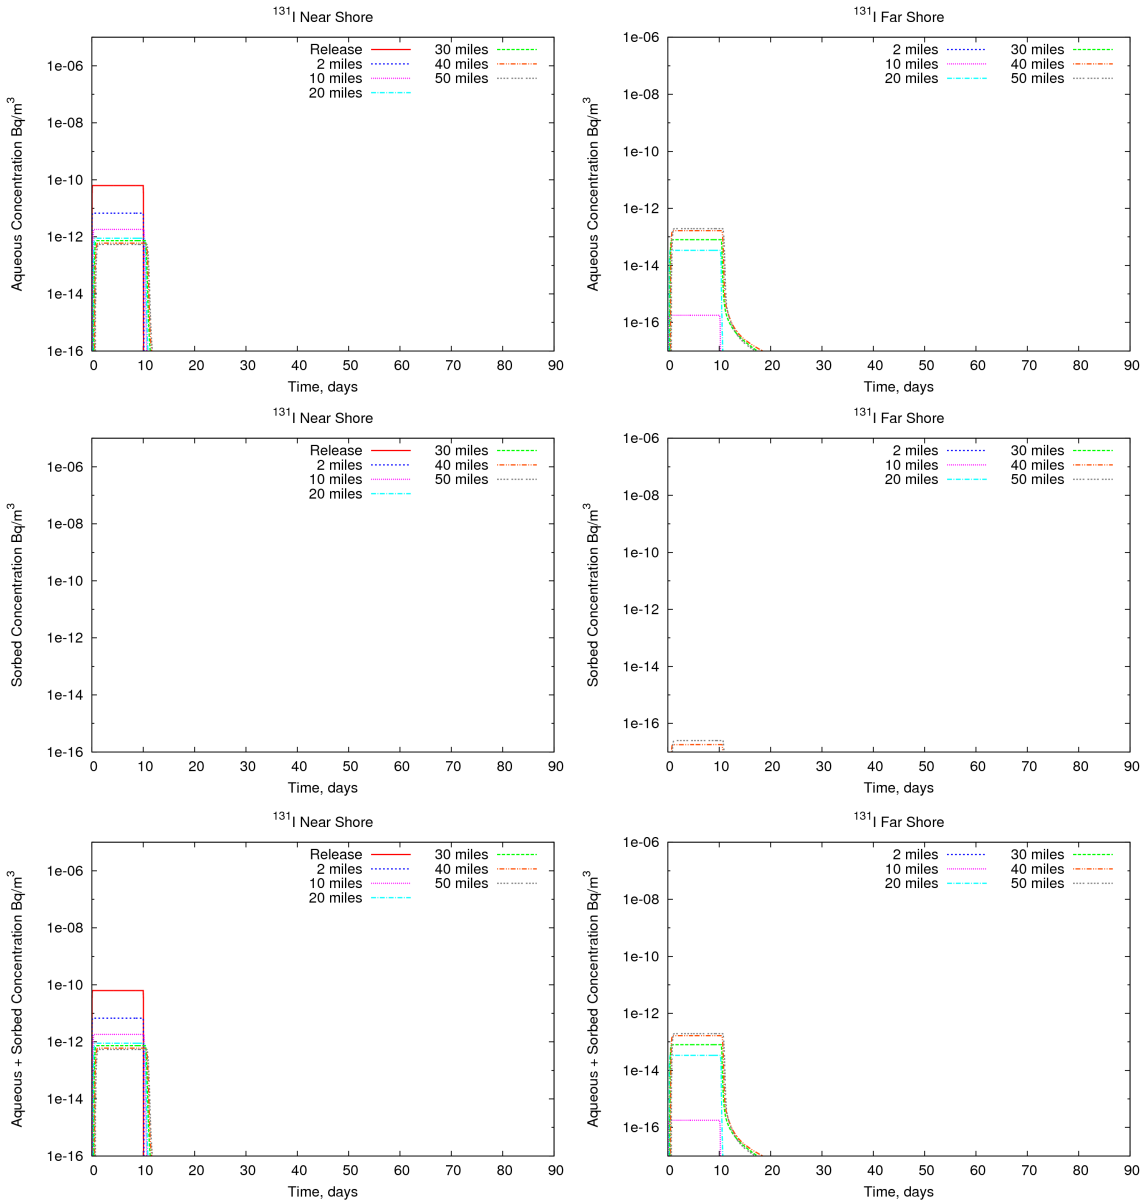 131I Near Shore
Aqueous Concentration Bq/m3
1e-06
1e-08
1e-10
1e-12
1e-14
1e-16
Release
2 miles
10 miles
20 miles
30 miles
40 miles
50 miles
0 10 20 30 40 50 60 70 80 90
Time, days
131I Far Shore
Aqueous Concentration Bq/m3
1e-06
1e-08
1e-10
1e-12
1e-14
1e-16
1e-06
2 miles
10 miles
20 miles
30 miles
40 miles
50 miles
0 10 20 30 40 50 60 70 80 90
Time, days
131I Near Shore
Sorbed Concentration Bq/m3
1e-06
1e-08
1e-10
1e-12
1e-14
1e-16
Release
2 miles
10 miles
20 miles
30 miles
40 miles
50 miles
0 10 20 30 40 50 60 70 80 90
Time, days
131I Far Shore
Sorbed Concentration Bq/m3
1e-06
1e-06
1e-08
1e-10
1e-12
1e-14
1e-16
2 miles
10 miles
20 miles
30 miles
40 miles
50 miles
0 10 20 30 40 50 60 70 80 90
Time, days
131I Near Shore
Aqueous + Sorbed Concentration Bq/m3
1e-06
1e-08
1e-10
1e-12
1e-14
1e-16
Release
2 miles
10 miles
20 miles
30 miles
40 miles
50 miles
0 10 20 30 40 50 60 70 80 90
Time, days
131I Far Shore
Aqueous + Sorbed Concentration Bq/m3
1e-06
1e-06
1e-08
1e-10
1e-12
1e-14
1e-16
2 miles
10 miles
20 miles
30 miles
40 miles
50 miles
0 10 20 30 40 50 60 70 80 90
Time, days